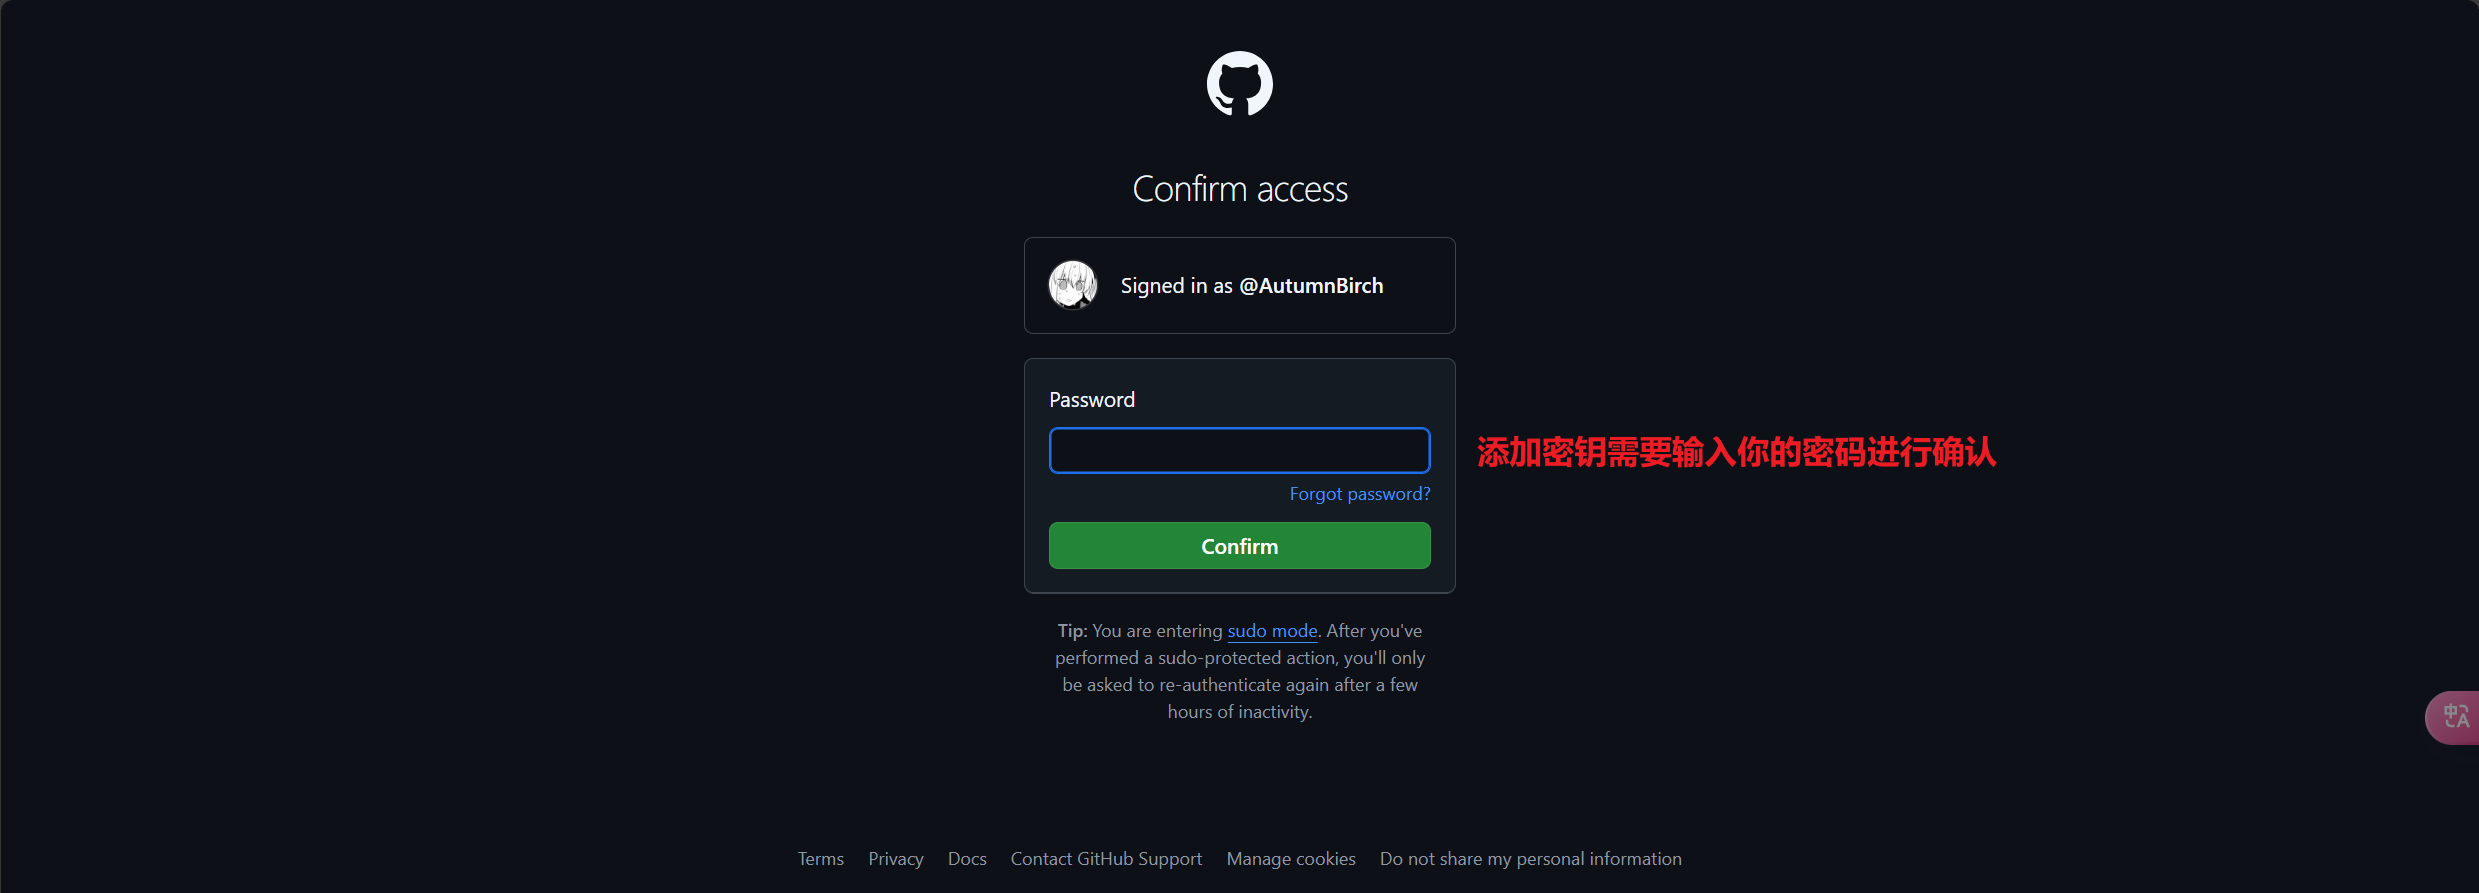 Confirm access
Signed in as @AutumnBirch
Password
添加密钥需要输入你的密码进行确认
Forgot password?
Confirm
Tip: You are entering sudo mode. After you've
performed a sudo-protected action, you'll only
be asked to re-authenticate again after a few
hours of inactivity.
中A
Terms Privacy Docs Contact GitHub Support Manage cookies Do not share my personal information